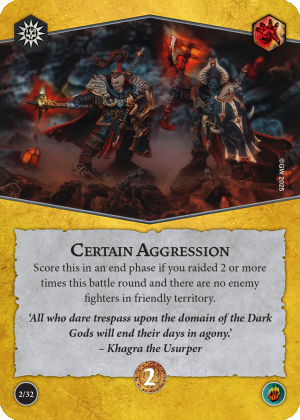 ©GW 2025
CERTAIN AGGRESSION
Score this in an end phase if you raided 2 or more
times this battle round and there are no enemy
fighters in friendly territory.
‘All who dare trespass upon the domain of the Dark
Gods will end their days in agony.’
– Khagra the Usurper
2
2/32